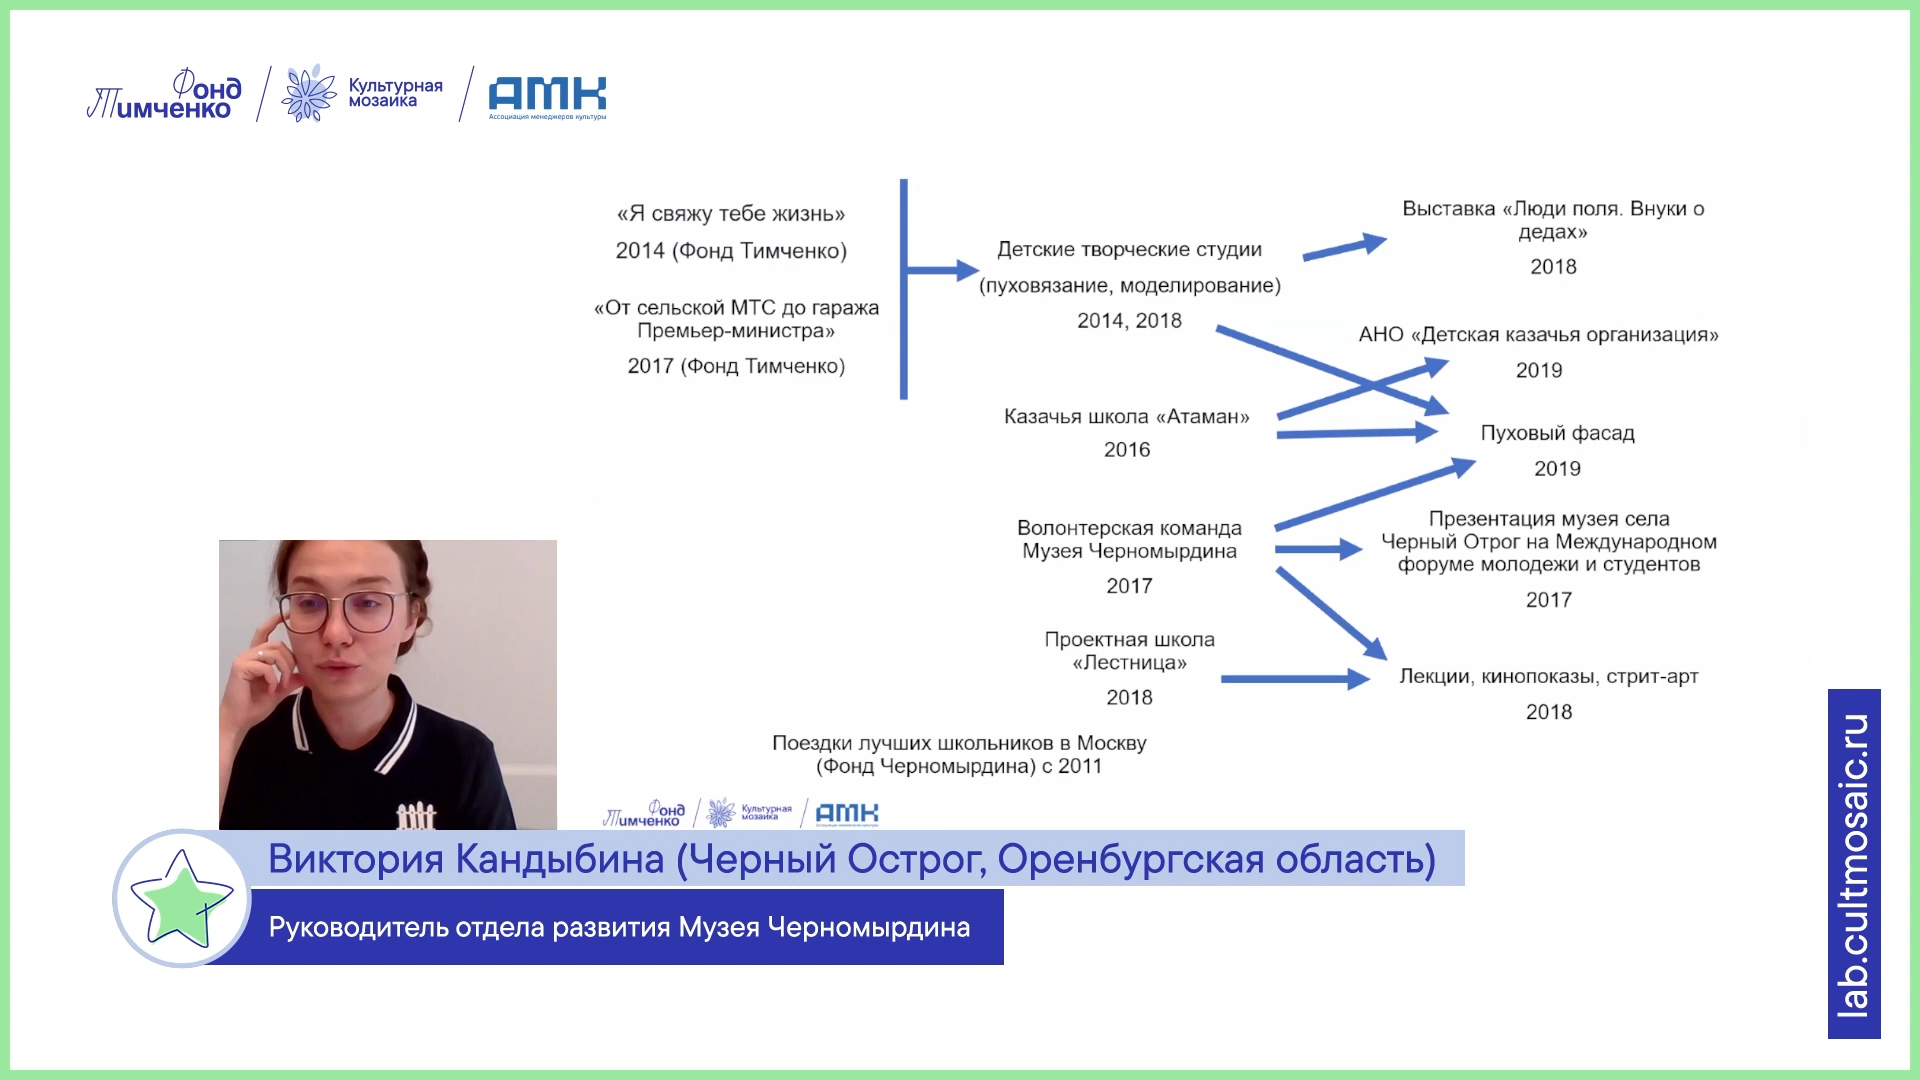 Фонд
Тимченко
Культурная
мозаика
АМК
Ассоциация менеджеров культуры
«Я свяжу тебе жизнь»
2014 (Фонд Тимченко)
«От сельской МТС до гаража
Премьер-министра»
2017 (Фонд Тимченко)
Детские творческие студии
(пуховязание, моделирование)
2014, 2018
Казачья школа «Атаман»
2016
Волонтерская команда
Музея Черномырдина
2017
Проектная школа
«Лестница»
2018
Поездки лучших школьников в Москву
(Фонд Черномырдина) с 2011
Выставка «Люди поля. Внуки о
дедах»
2018
АНО «Детская казачья организация»
2019
Пуховый фасад
2019
Презентация музея села
Черный Отрог на Международном
форуме молодежи и студентов
2017
Лекции, кинопоказы, стрит-арт
2018
Фонд
Тимченко
Культурная
мозаика
АМК
Ассоциация менеджеров культуры
Виктория Кандыбина (Черный Острог, Оренбургская область)
Руководитель отдела развития Музея Черномырдина
lab.cultmosaic.ru